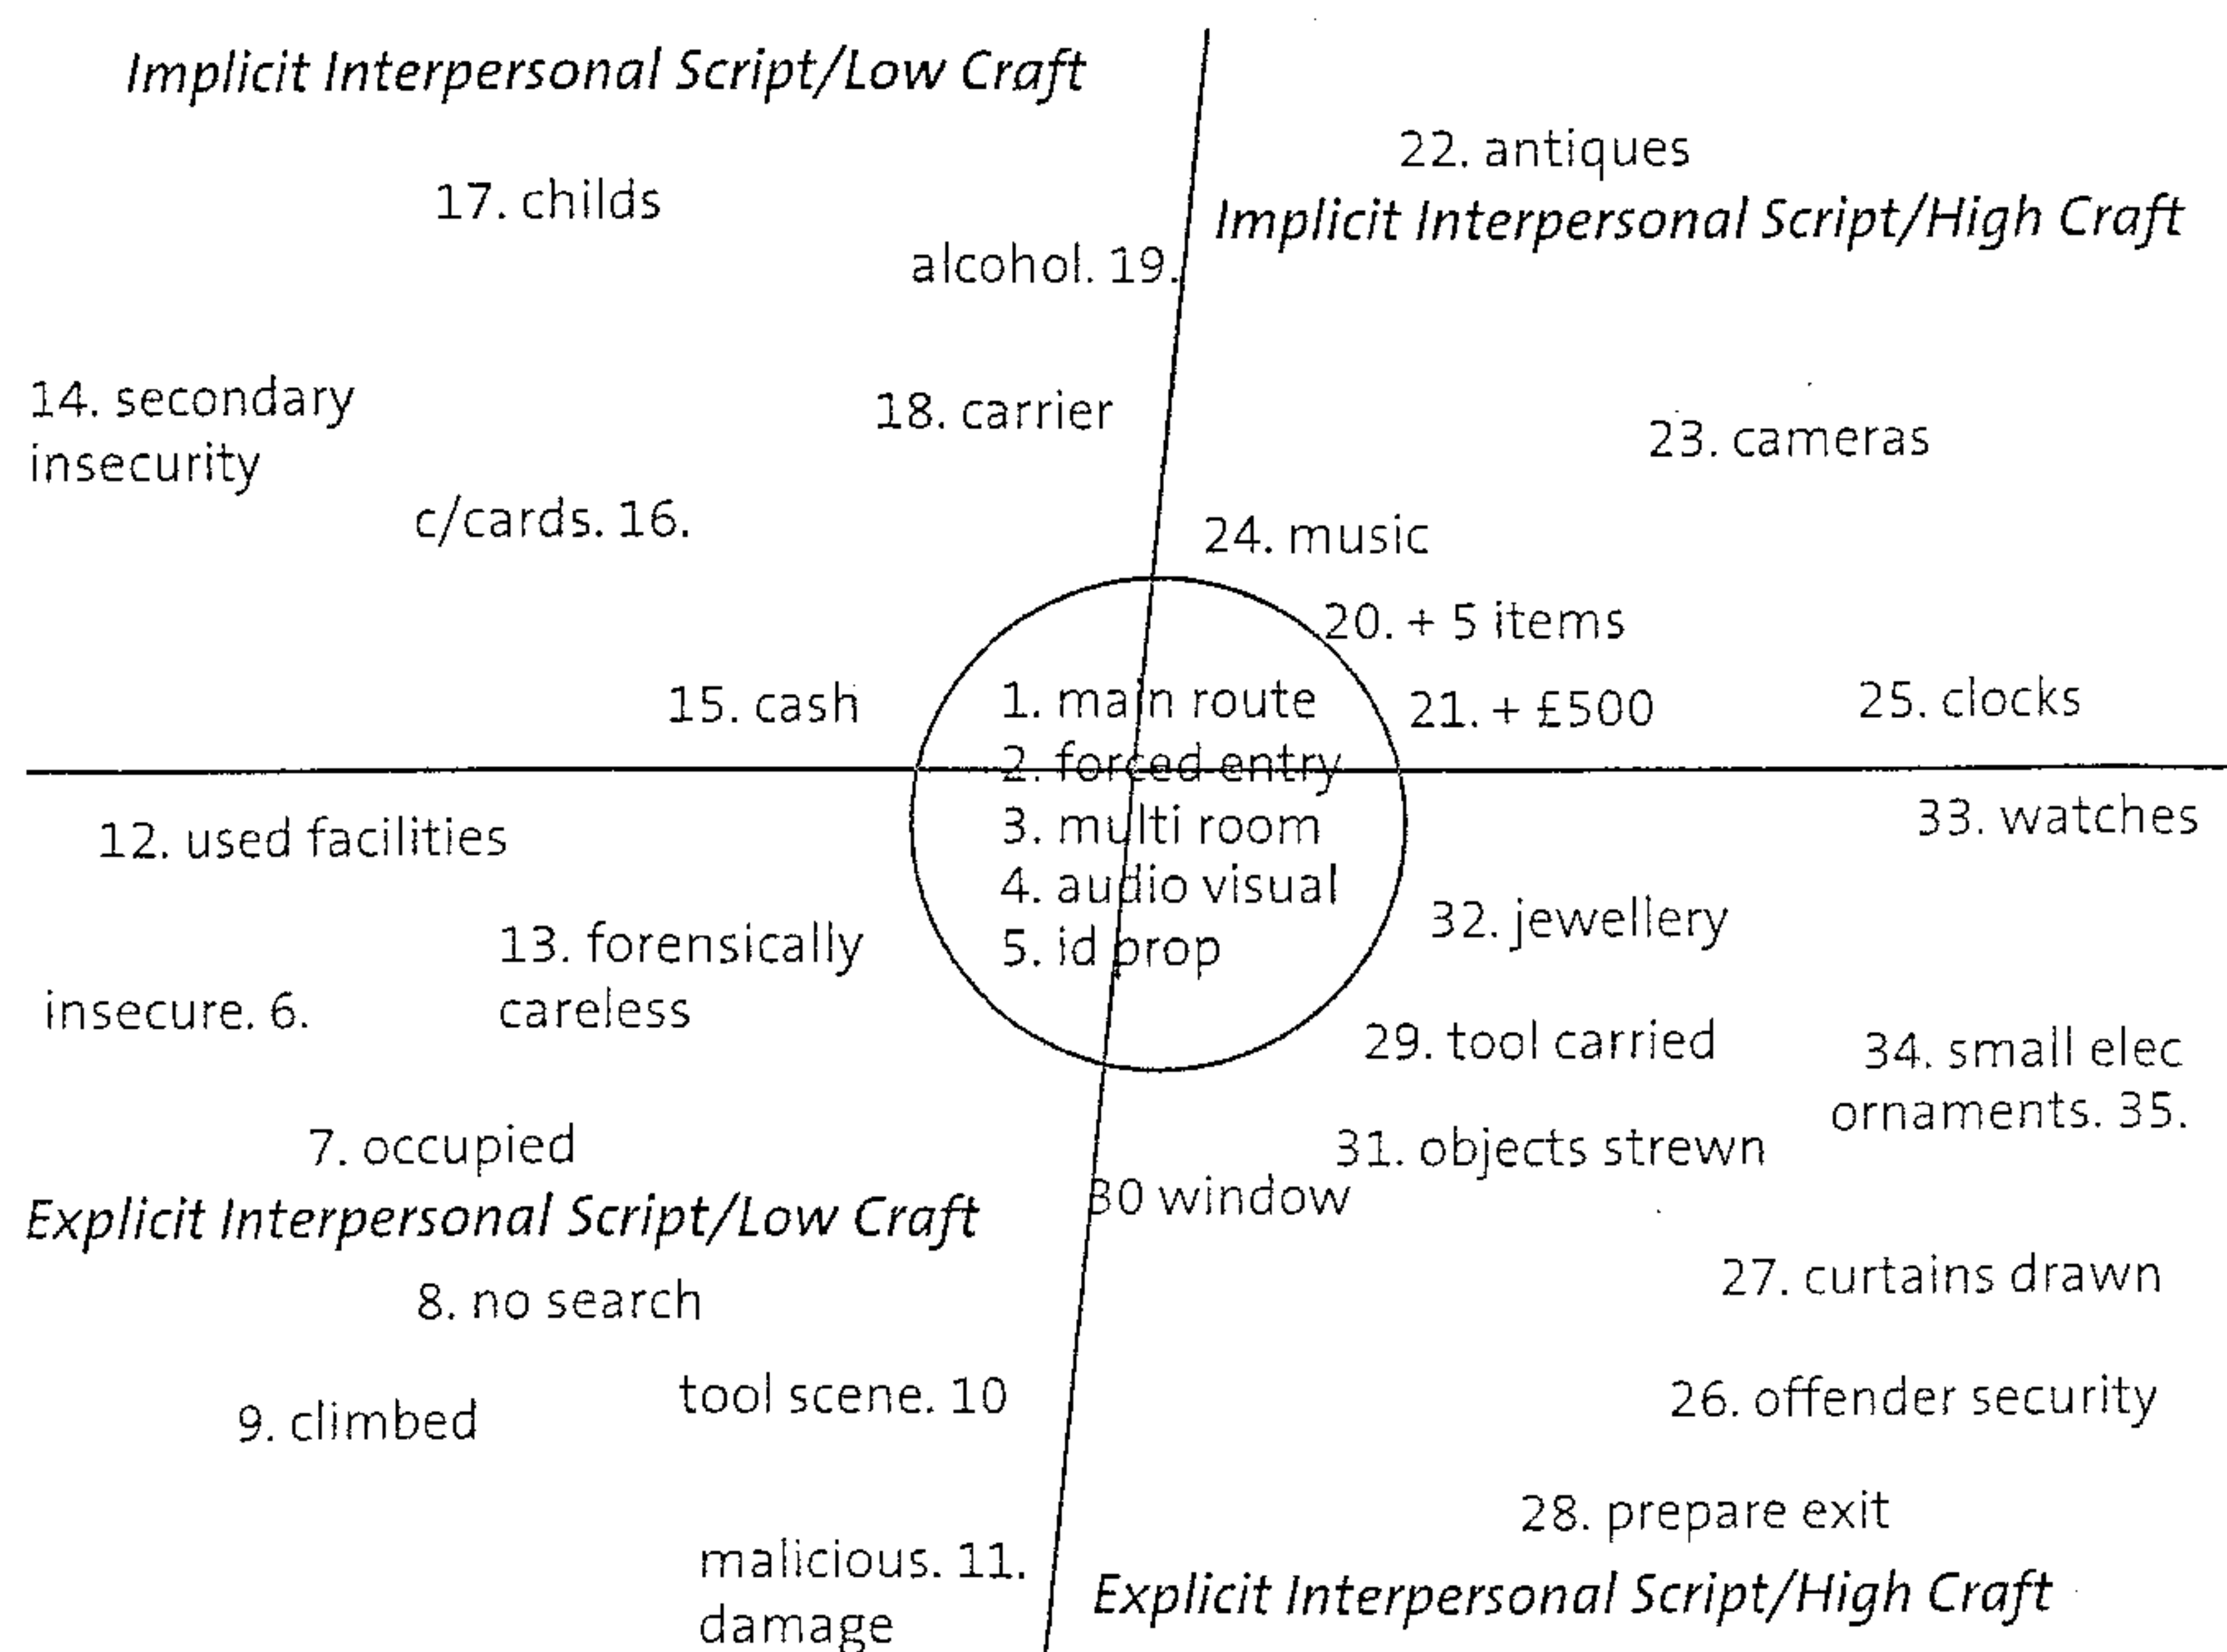 Implicit Interpersonal Script/Low Craft
22. antiques
17. childs
Implicit Interpersonal Script/High Craft
alcohol. 19.
14. secondary
insecurity
18. carrier
23. cameras
c/cards. 16.
24. music
20. + 5 items
15. cash
1. main route
21. + £500
25. clocks
2. forced entry
12. used facilities
3. multi room
33. watches
4. audio visual
13. forensically
careless
5. id prop
32. jewellery
insecure. 6.
29. tool carried
34. small elec
ornaments. 35.
7. occupied
31. objects strewn
30 window
Explicit Interpersonal Script/Low Craft
8. no search
27. curtains drawn
tool scene. 10
26. offender security
9. climbed
28. prepare exit
malicious. 11.
damage
Explicit Interpersonal Script/High Craft